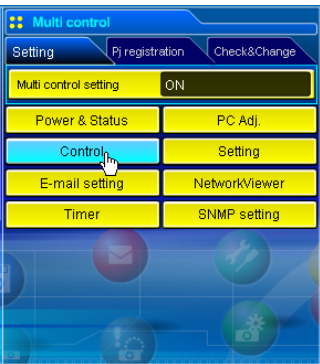 Multi control
Setting Pj registration Check&Change
Multi control setting ON
Power & Status PC Adj.
Control Setting
E-mail setting NetworkViewer
Timer SNMP setting